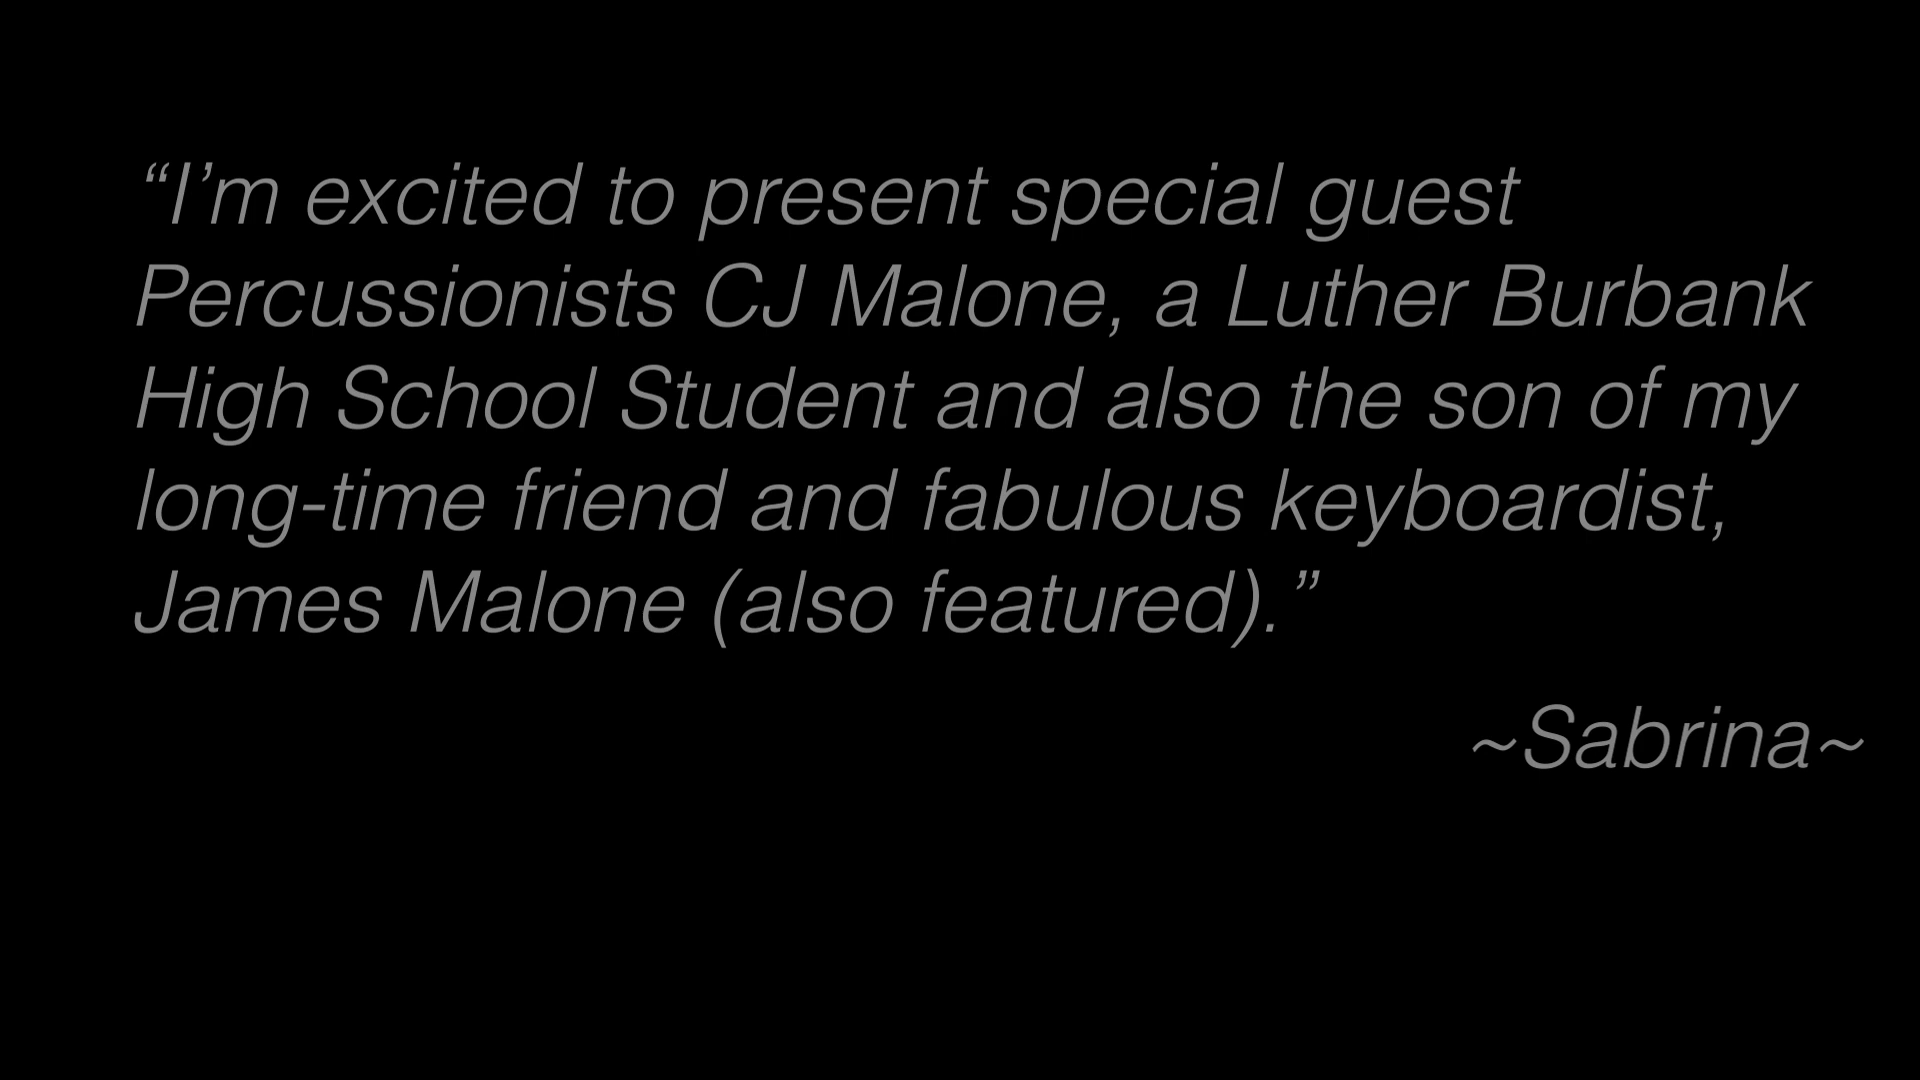 “I’m excited to present special guest
Percussionists CJ Malone, a Luther Burbank
High School Student and also the son of my
long-time friend and fabulous keyboardist,
James Malone (also featured).”
~Sabrina~